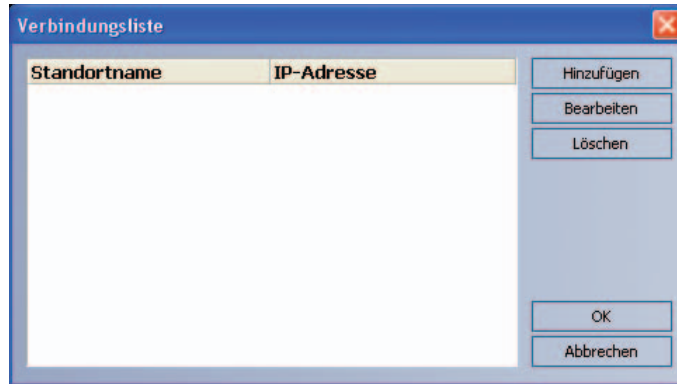 Verbindungsliste
Standortname IP-Adresse
Hinzufügen
Bearbeiten
Löschen
OK
Abbrechen